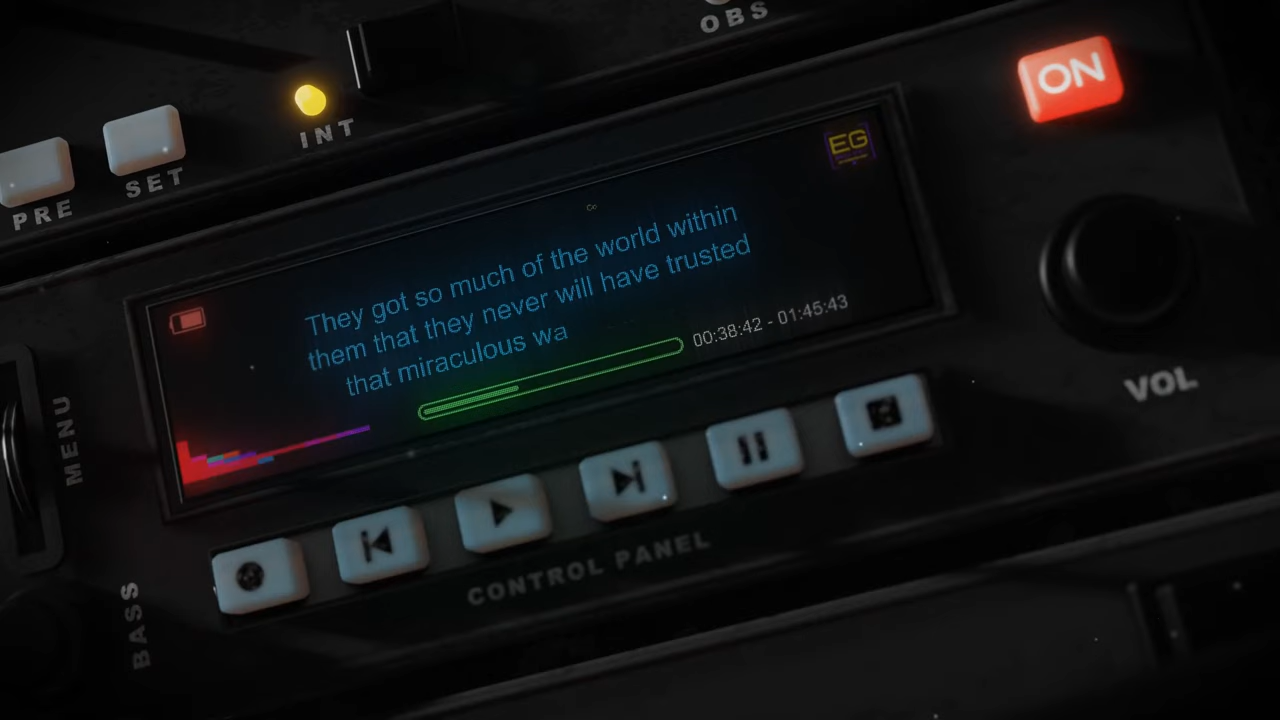 OBS
ON
INT
SET
PRE
EG
They got so much of the world within
them that they never will have trusted
that miraculous wa
00:38:42 - 01:45:43
VOL
MENU
CONTROL PANEL
BASS